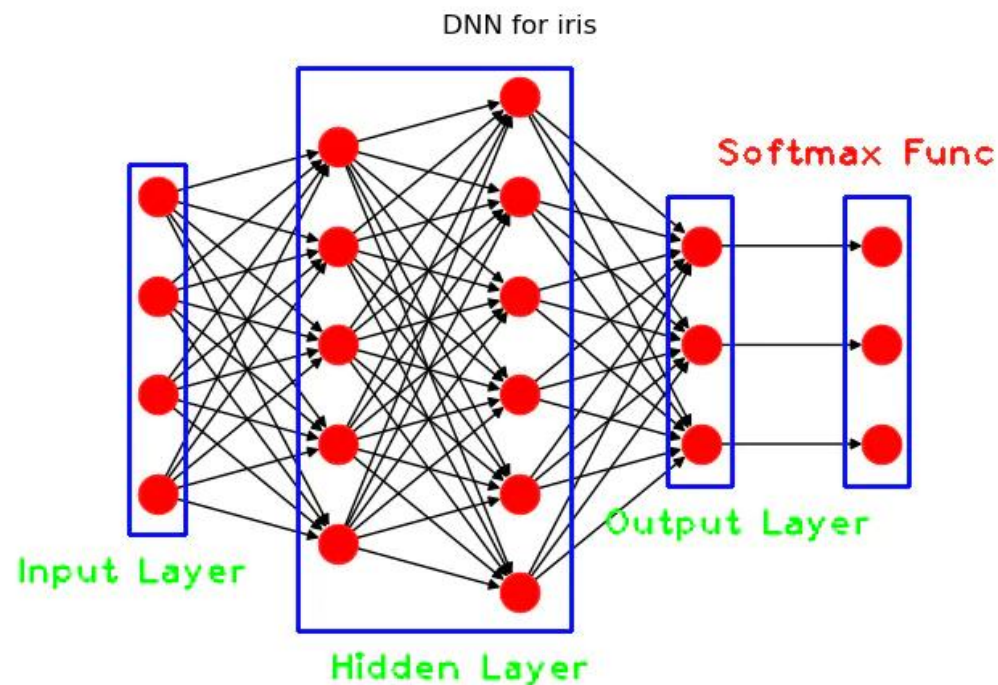 DNN for iris
Softmax Func
Output Layer
Input Layer
Hidden Layer